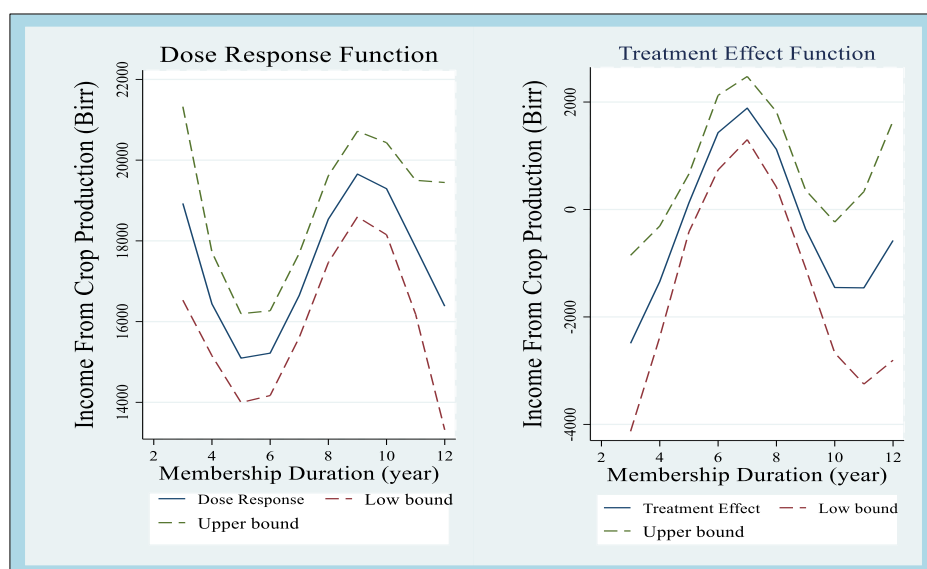 Dose Response Function
Income From Crop Production (Birr)
22000
20000
18000
16000
14000
2 4 6 8 10 12
Membership Duration (year)
Dose Response Low bound
Upper bound
Treatment Effect Function
Income From Crop Production (Birr)
2000
0
-2000
-4000
2 4 6 8 10 12
Membership Duration (year)
Treatment Effect Low bound
Upper bound